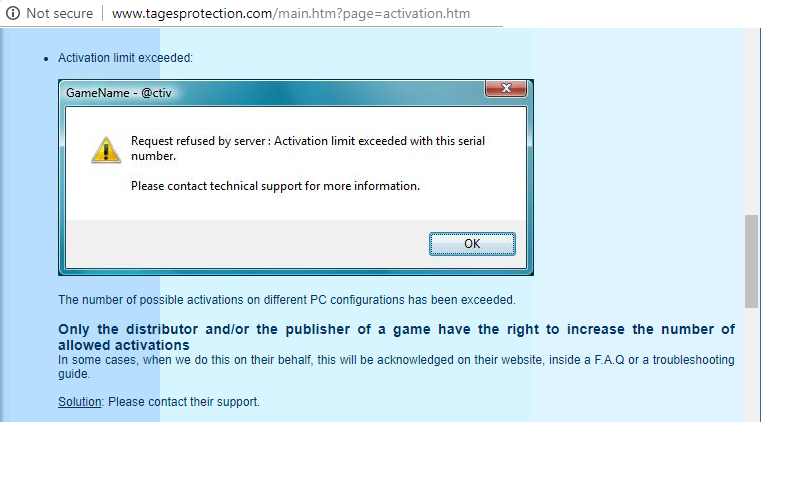 Not secure | www.tagesprotection.com/main.htm?page=activation.htm
• Activation limit exceeded:
GameName - @ctiv
Request refused by server : Activation limit exceeded with this serial
number.
Please contact technical support for more information.
OK
The number of possible activations on different PC configurations has been exceeded.
Only the distributor and/or the publisher of a game have the right to increase the number of
allowed activations
In some cases, when we do this on their behalf, this will be acknowledged on their website, inside a F.A.Q or a troubleshooting
guide.
Solution: Please contact their support.